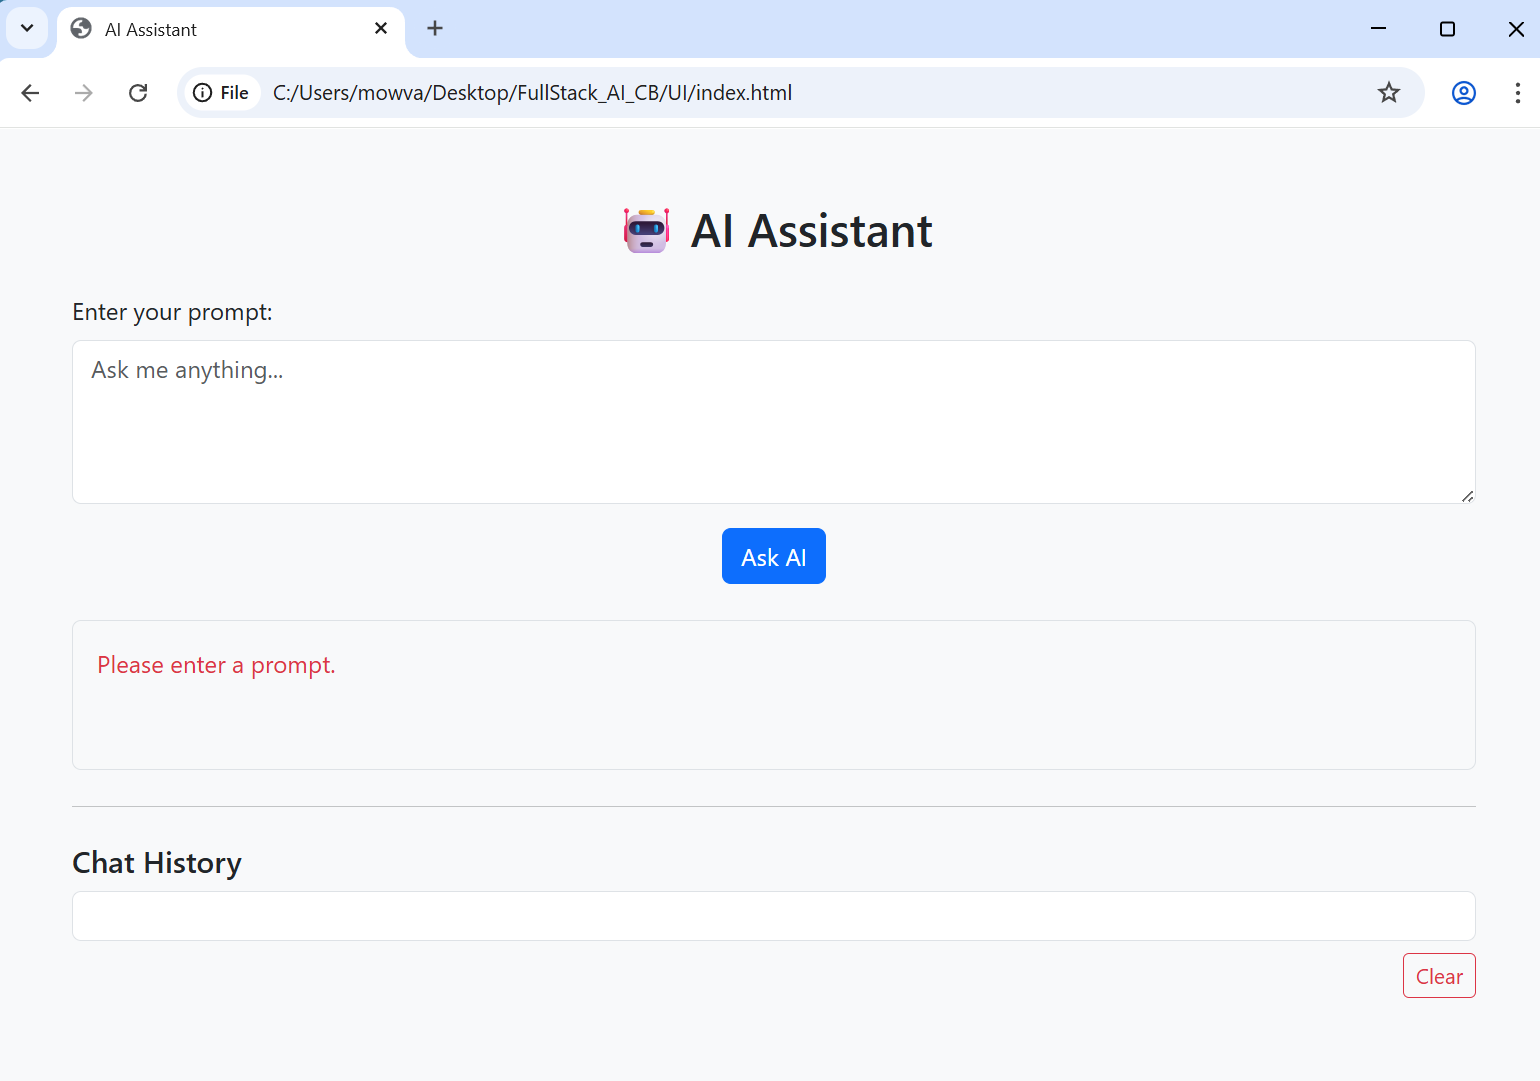 AI Assistant
File
C:/Users/mowva/Desktop/FullStack_AI_CB/UI/index.html
AI Assistant
Enter your prompt:
Ask me anything...
Ask AI
Please enter a prompt.
Chat History
Clear